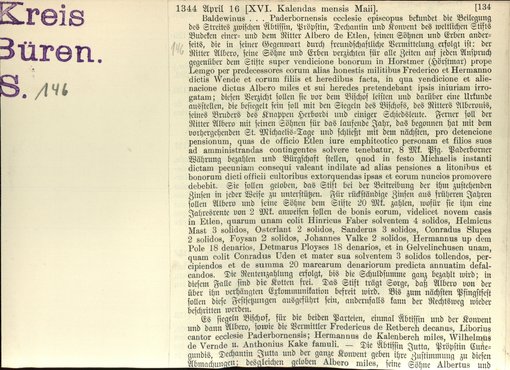 Kreis
Büren.
S. 146
[134
1344 April 16 [XVI. Kalendas mensis Maii].
Baldewinus . . . Paderbornensis ecclesie episcopus bekundet die Beilegung
des Streites zwischen Äbtissin, Pröpstin, Dechantin und Konvent des weltlichen Stifts
Budeken einer- und dem Ritter Albero de Etlen, seinen Söhnen und Erben ander-
seits, die in seiner Gegenwart durch freundschaftliche Vermittlung erfolgt ist: der
Ritter Albero, seine Söhne und Erben verzichten für alle Zeiten auf jeden Anspruch
gegenüber dem Stifte super vendicione bonorum in Horstmer (Hörstmar) prope
Lemgo per predecessores eorum alias honestis militibus Frederico et Hermanno
dictis Wende et eorum filiis et heredibus facta, in qua vendicione et alie-
nacione dictus Albero miles et sui heredes pretendebant ipsis iniuriam irro-
gatam; diesen Verzicht sollen sie vor dem Bischof leisten und darüber eine Urkunde
ausstellen, die besiegelt sein soll mit den Siegeln des Bischofs, des Ritters Alberonis,
seines Bruders des Knappen Herbordi und einiger Schiedsleute. Ferner soll der
Ritter Albero mit seinen Söhnen für das laufende Jahr, das begonnen hat mit dem
vorhergehenden St. Michaelis-Tage und schließt mit dem nächsten, pro detencione
pensionum, quas de officio Etlen iure emphiteotico personam et filios suos
ad amministrandas contingentes solvere tenebatur, 8 Mk. Pfg. Paderborner
Währung bezahlen und Bürgschaft stellen, quod in festo Michaelis instanti
dictam pecuniam consequi valeant indilate ad alias pensiones a litonibus et
bonorum dicti officii cultoribus extorquendas ipsas et eorum nuncios promovere
debebit. Sie sollen geloben, das Stift bei der Beitreibung der ihm zustehenden
Zinsen in jeder Weise zu unterstützen. Für rückständige Zinsen aus früheren Jahren
sollen Albero und seine Söhne dem Stifte 20 Mk. zahlen, wofür sie ihm eine
Jahresrente von 2 Mk. anweisen sollen de bonis eorum, videlicet novem casis
in Etlen, quarum unam colit Hinricus Faber solventem 4 solidos, Helmicus
Mast 3 solidos, Osterlant 2 solidos, Sanderus 3 solidos, Conradus Slupes
2 solidos, Foysan 2 solidos, Johannes Valke 2 solidos, Hermannus up dem
Pole 18 denarios, Detmarus Ployses 18 denarios, et in Gelvelinchusen unam,
quam colit Conradus Uden et mater sua solventem 3 solidos tollendos, per-
cipiendos et de summa 20 marcarum denariorum predicta annuatim defal-
candos. Die Rentenzahlung erfolgt, bis die Schuldsumme ganz bezahlt wird; in
diesem Falle sind die Kotten frei. Das Stift trägt Sorge, daß Albero von der
über ihn verhängten Exkommunikation befreit wird. Bis zum nächsten Pfingstfest
sollen diese Festsetzungen ausgeführt sein, andernfalls kann der Rechtsweg wieder
beschritten werden.
Es siegeln Bischof, für die beiden Parteien, einmal Äbtissin und der Konvent
und dann Albero, sowie die Vermittler Fredericus de Retberch decanus, Liborius
cantor ecclesie Paderbornensis; Hermannus de Kalenberch miles, Wilhelmus
de Vernde u. Anthonius Kake famuli. — Die Äbtissin Jutta, Pröpstin Cune-
gundis, Dechantin Jutta und der ganze Konvent geben ihre Zustimmung zu diesen
Abmachungen; desgleichen geloben Albero miles, seine Söhne Albertus und